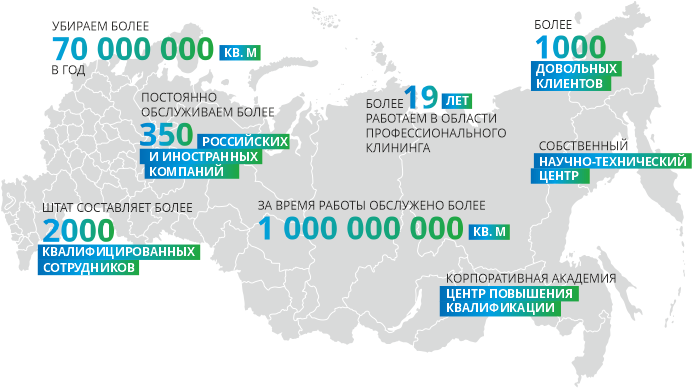 УБИРАЕМ БОЛЕЕ
70 000 000 КВ. М
В ГОД
БОЛЕЕ
1000
ДОВОЛЬНЫХ
КЛИЕНТОВ
ПОСТОЯННО
ОБСЛУЖИВАЕМ БОЛЕЕ
350 РОССИЙСКИХ
И ИНОСТРАННЫХ
КОМПАНИЙ
БОЛЕЕ 19 ЛЕТ
РАБОТАЕМ В ОБЛАСТИ
ПРОФЕССИОНАЛЬНОГО
КЛИНИНГА
СОБСТВЕННЫЙ
НАУЧНО-ТЕХНИЧЕСКИЙ
ЦЕНТР
ШТАТ СОСТАВЛЯЕТ БОЛЕЕ
2000
КВАЛИФИЦИРОВАННЫХ
СОТРУДНИКОВ
ЗА ВРЕМЯ РАБОТЫ ОБСЛУЖЕНО БОЛЕЕ
1 000 000 000 КВ. М
КОРПОРАТИВНАЯ АКАДЕМИЯ
ЦЕНТР ПОВЫШЕНИЯ
КВАЛИФИКАЦИИ